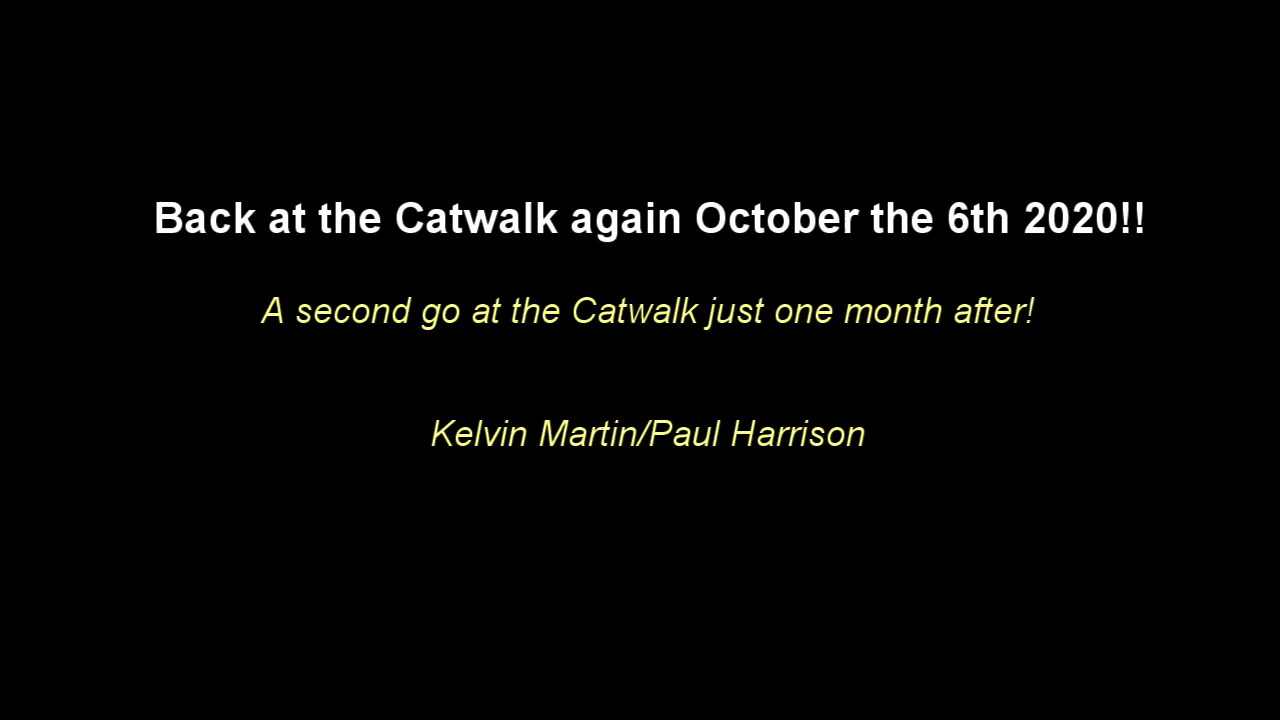 Back at the Catwalk again October the 6th 2020!!
A second go at the Catwalk just one month after!
Kelvin Martin/Paul Harrison